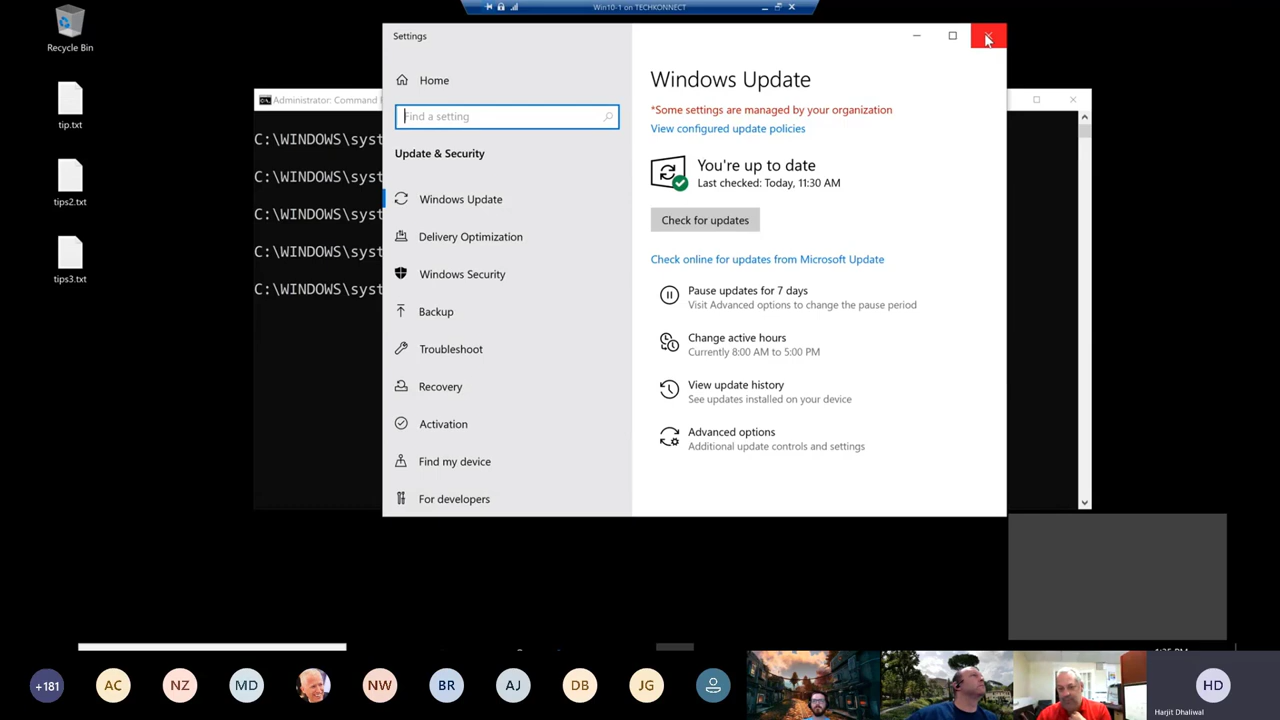 Win10-1 on TECHKONNECT
Recycle Bin
tip.txt
tips2.txt
tips3.txt
Administrator: Command
C:\WINDOWS\syst
C:\WINDOWS\syst
C:\WINDOWS\syst
C:\WINDOWS\syst
C:\WINDOWS\syst
Settings
Home
Find a setting
Update & Security
Windows Update
Delivery Optimization
Windows Security
Backup
Troubleshoot
Recovery
Activation
Find my device
For developers
Windows Update
*Some settings are managed by your organization
View configured update policies
You're up to date
Last checked: Today, 11:30 AM
Check for updates
Check online for updates from Microsoft Update
Pause updates for 7 days
Visit Advanced options to change the pause period
Change active hours
Currently 8:00 AM to 5:00 PM
View update history
See updates installed on your device
Advanced options
Additional update controls and settings
+181
AC
NZ
MD
NW
BR
AJ
DB
JG
HD
Harjit Dhaliwal